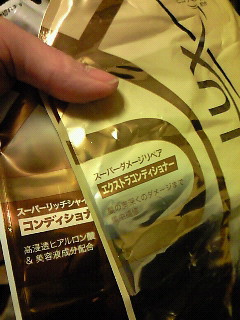 LUX
スーパーダメージリペア
エクストラコンディショナー
スーパーリッチシャ
コンディショナ
高浸透ヒアルロン酸
&美容液成分配合